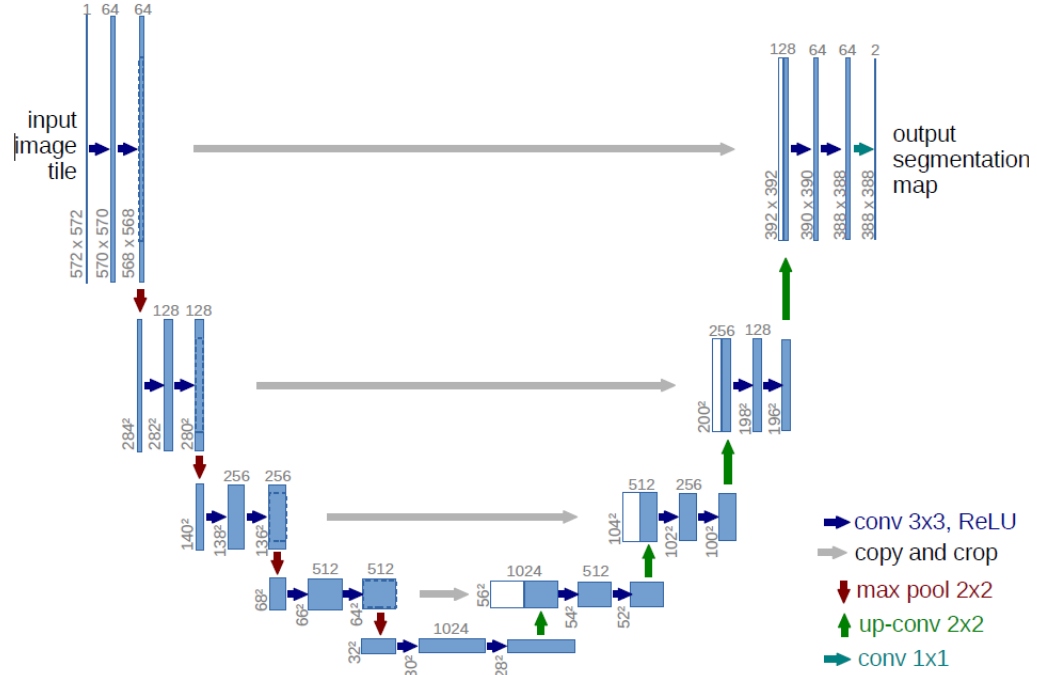 1 64 64
128 64 64 2
input
image
tile
output
segmentation
map
572 x 572
570 x 570
568 x 568
392 x 392
390 x 390
388 x 388
388 x 388
128 128
256 128
284²
282²
280²
200²
198²
196²
256 256
512 256
140²
138²
136²
104²
102²
100²
512 512
1024 512
68²
66²
64²
56²
54²
52²
1024
32²
30²
28²
conv 3x3, ReLU
copy and crop
max pool 2x2
up-conv 2x2
conv 1x1